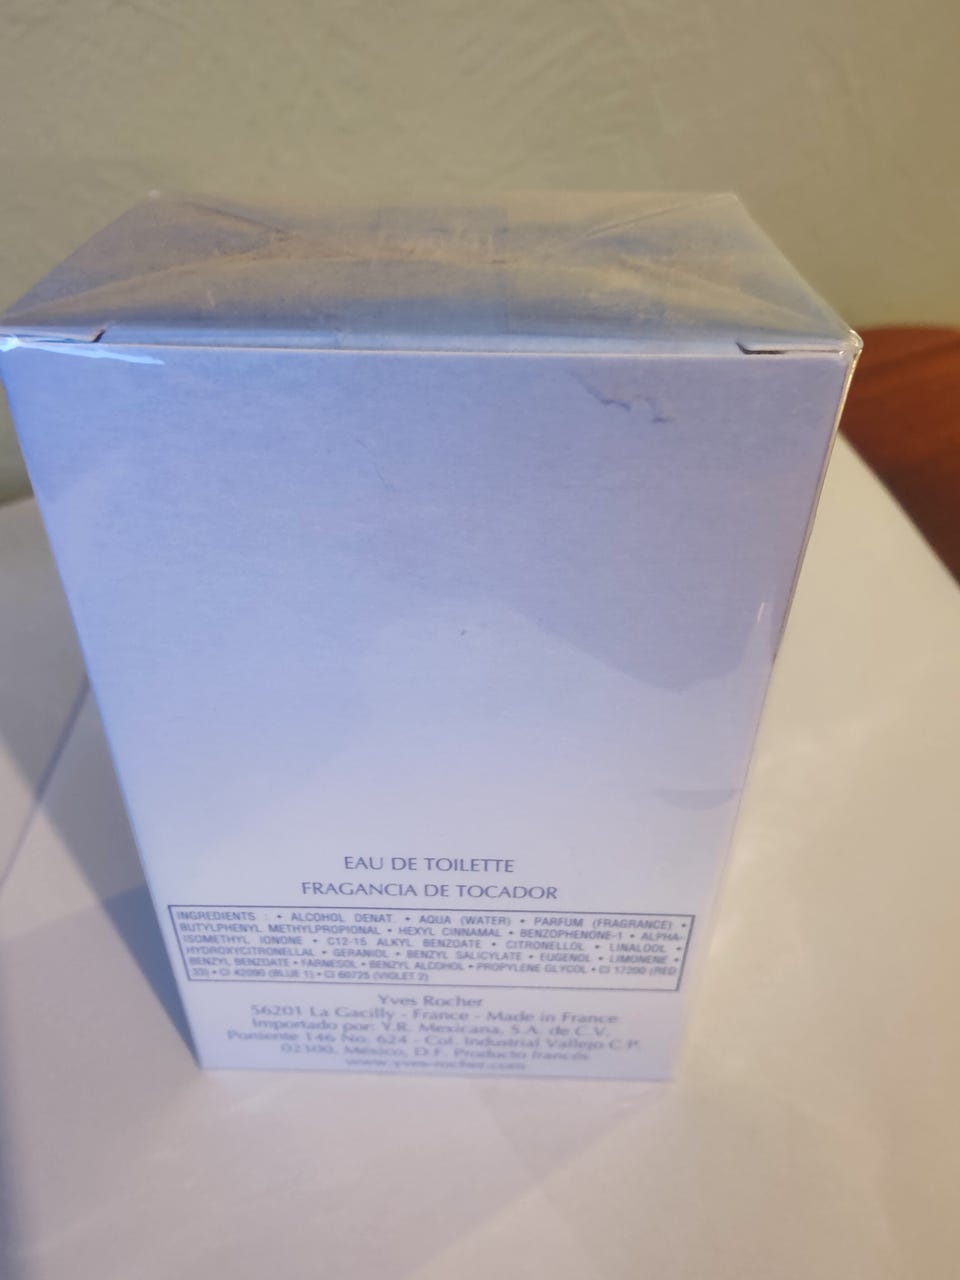 EAU DE TOILETTE
FRAGANCIA DE TOCADOR
INGREDIENTS : • ALCOHOL DENAT. • AQUA (WATER) • PARFUM (FRAGRANCE) •
BUTYLPHENYL METHYLPROPIONAL • HEXYL CINNAMAL • BENZOPHENONE-1 • ALPHA-
ISOMETHYL IONONE • C12-15 ALKYL BENZOATE • CITRONELLOL • LINALOOL •
HYDROXYCITRONELLAL • GERANIOL • BENZYL SALICYLATE • EUGENOL • LIMONENE •
BENZYL BENZOATE • FARNESOL • BENZYL ALCOHOL • PROPYLENE GLYCOL • CI 17200 (RED
33) • CI 42090 (BLUE 1) • CI 60725 (VIOLET 2)
Yves Rocher
56201 La Gacilly - France - Made in France
Importado por: Y.R. Mexicana, S.A. de C.V.
Poniente 146 No. 624 - Col. Industrial Vallejo C.P.
02300, México, D.F. Producto francés
www.yves-rocher.com